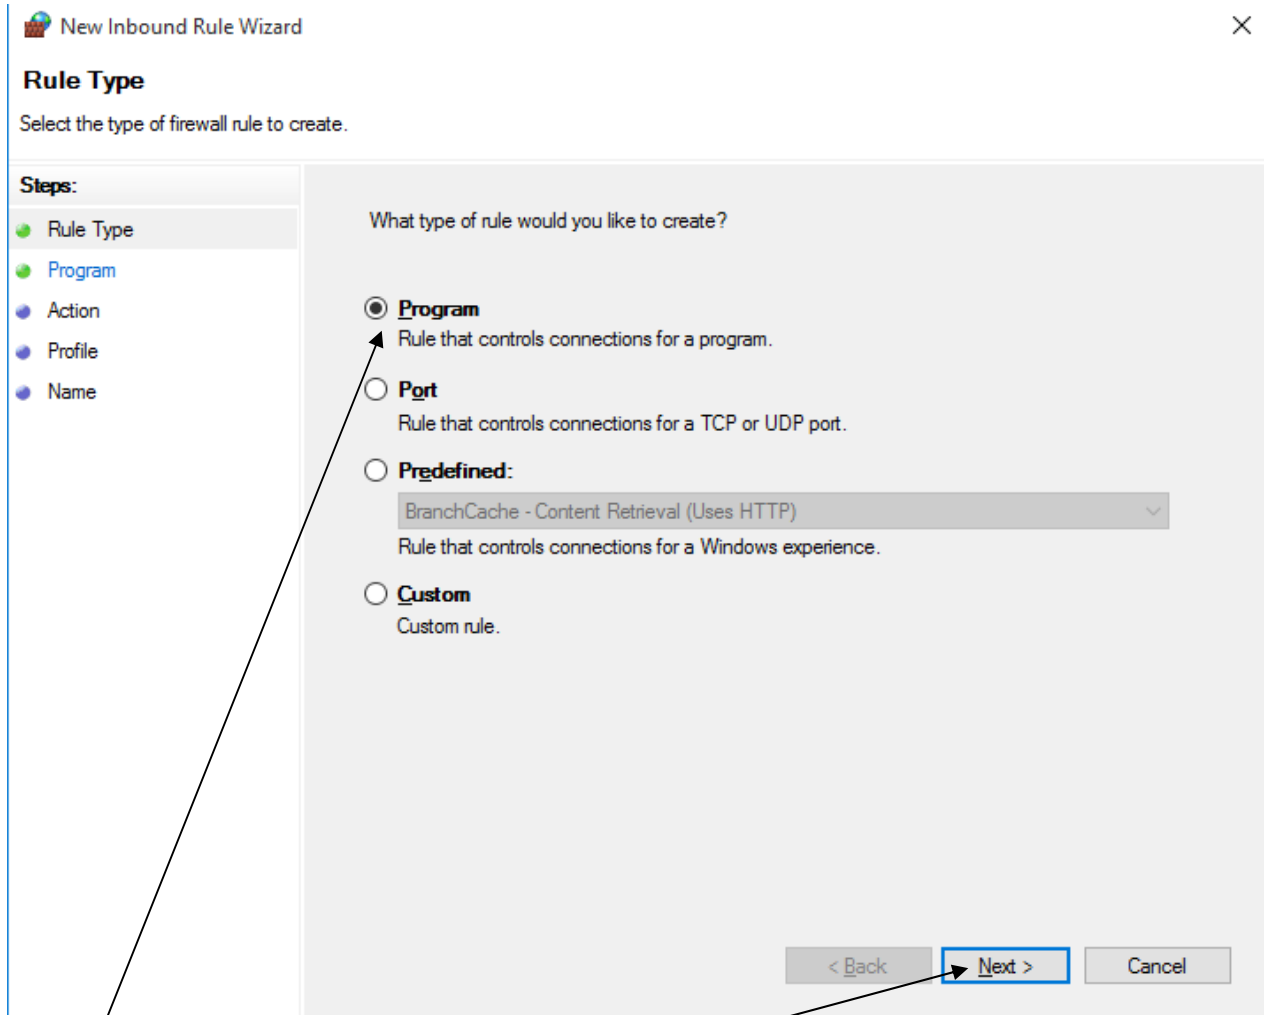 New Inbound Rule Wizard
Rule Type
Select the type of firewall rule to create.
Steps:
Rule Type
Program
Action
Profile
Name
What type of rule would you like to create?
Program
Rule that controls connections for a program.
Port
Rule that controls connections for a TCP or UDP port.
Predefined:
BranchCache - Content Retrieval (Uses HTTP)
Rule that controls connections for a Windows experience.
Custom
Custom rule.
< Back Next > Cancel